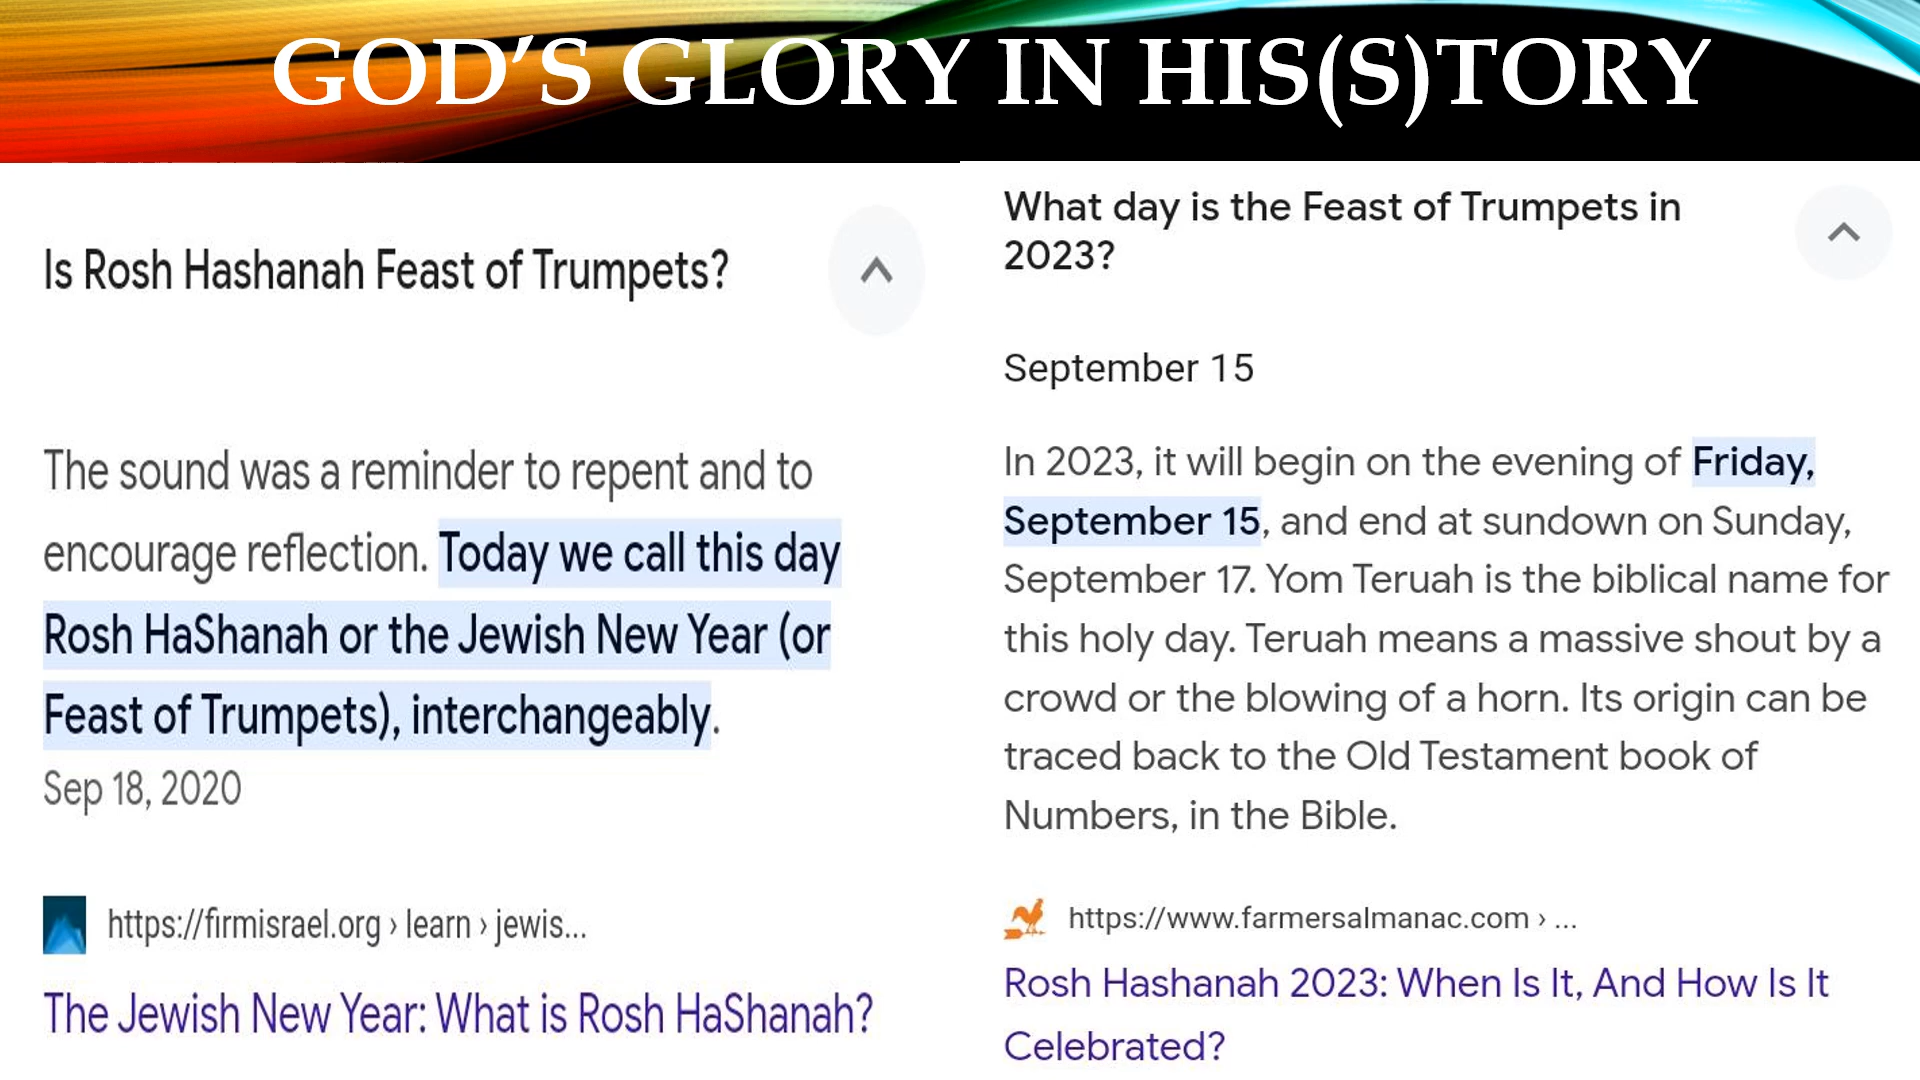 GOD’S GLORY IN HIS(S)TORY
Is Rosh Hashanah Feast of Trumpets?
The sound was a reminder to repent and to
encourage reflection. Today we call this day
Rosh HaShanah or the Jewish New Year (or
Feast of Trumpets), interchangeably.
Sep 18, 2020
https://firmisrael.org › learn › jewis...
The Jewish New Year: What is Rosh HaShanah?
What day is the Feast of Trumpets in
2023?
September 15
In 2023, it will begin on the evening of Friday,
September 15, and end at sundown on Sunday,
September 17. Yom Teruah is the biblical name for
this holy day. Teruah means a massive shout by a
crowd or the blowing of a horn. Its origin can be
traced back to the Old Testament book of
Numbers, in the Bible.
https://www.farmersalmanac.com › ...
Rosh Hashanah 2023: When Is It, And How Is It
Celebrated?